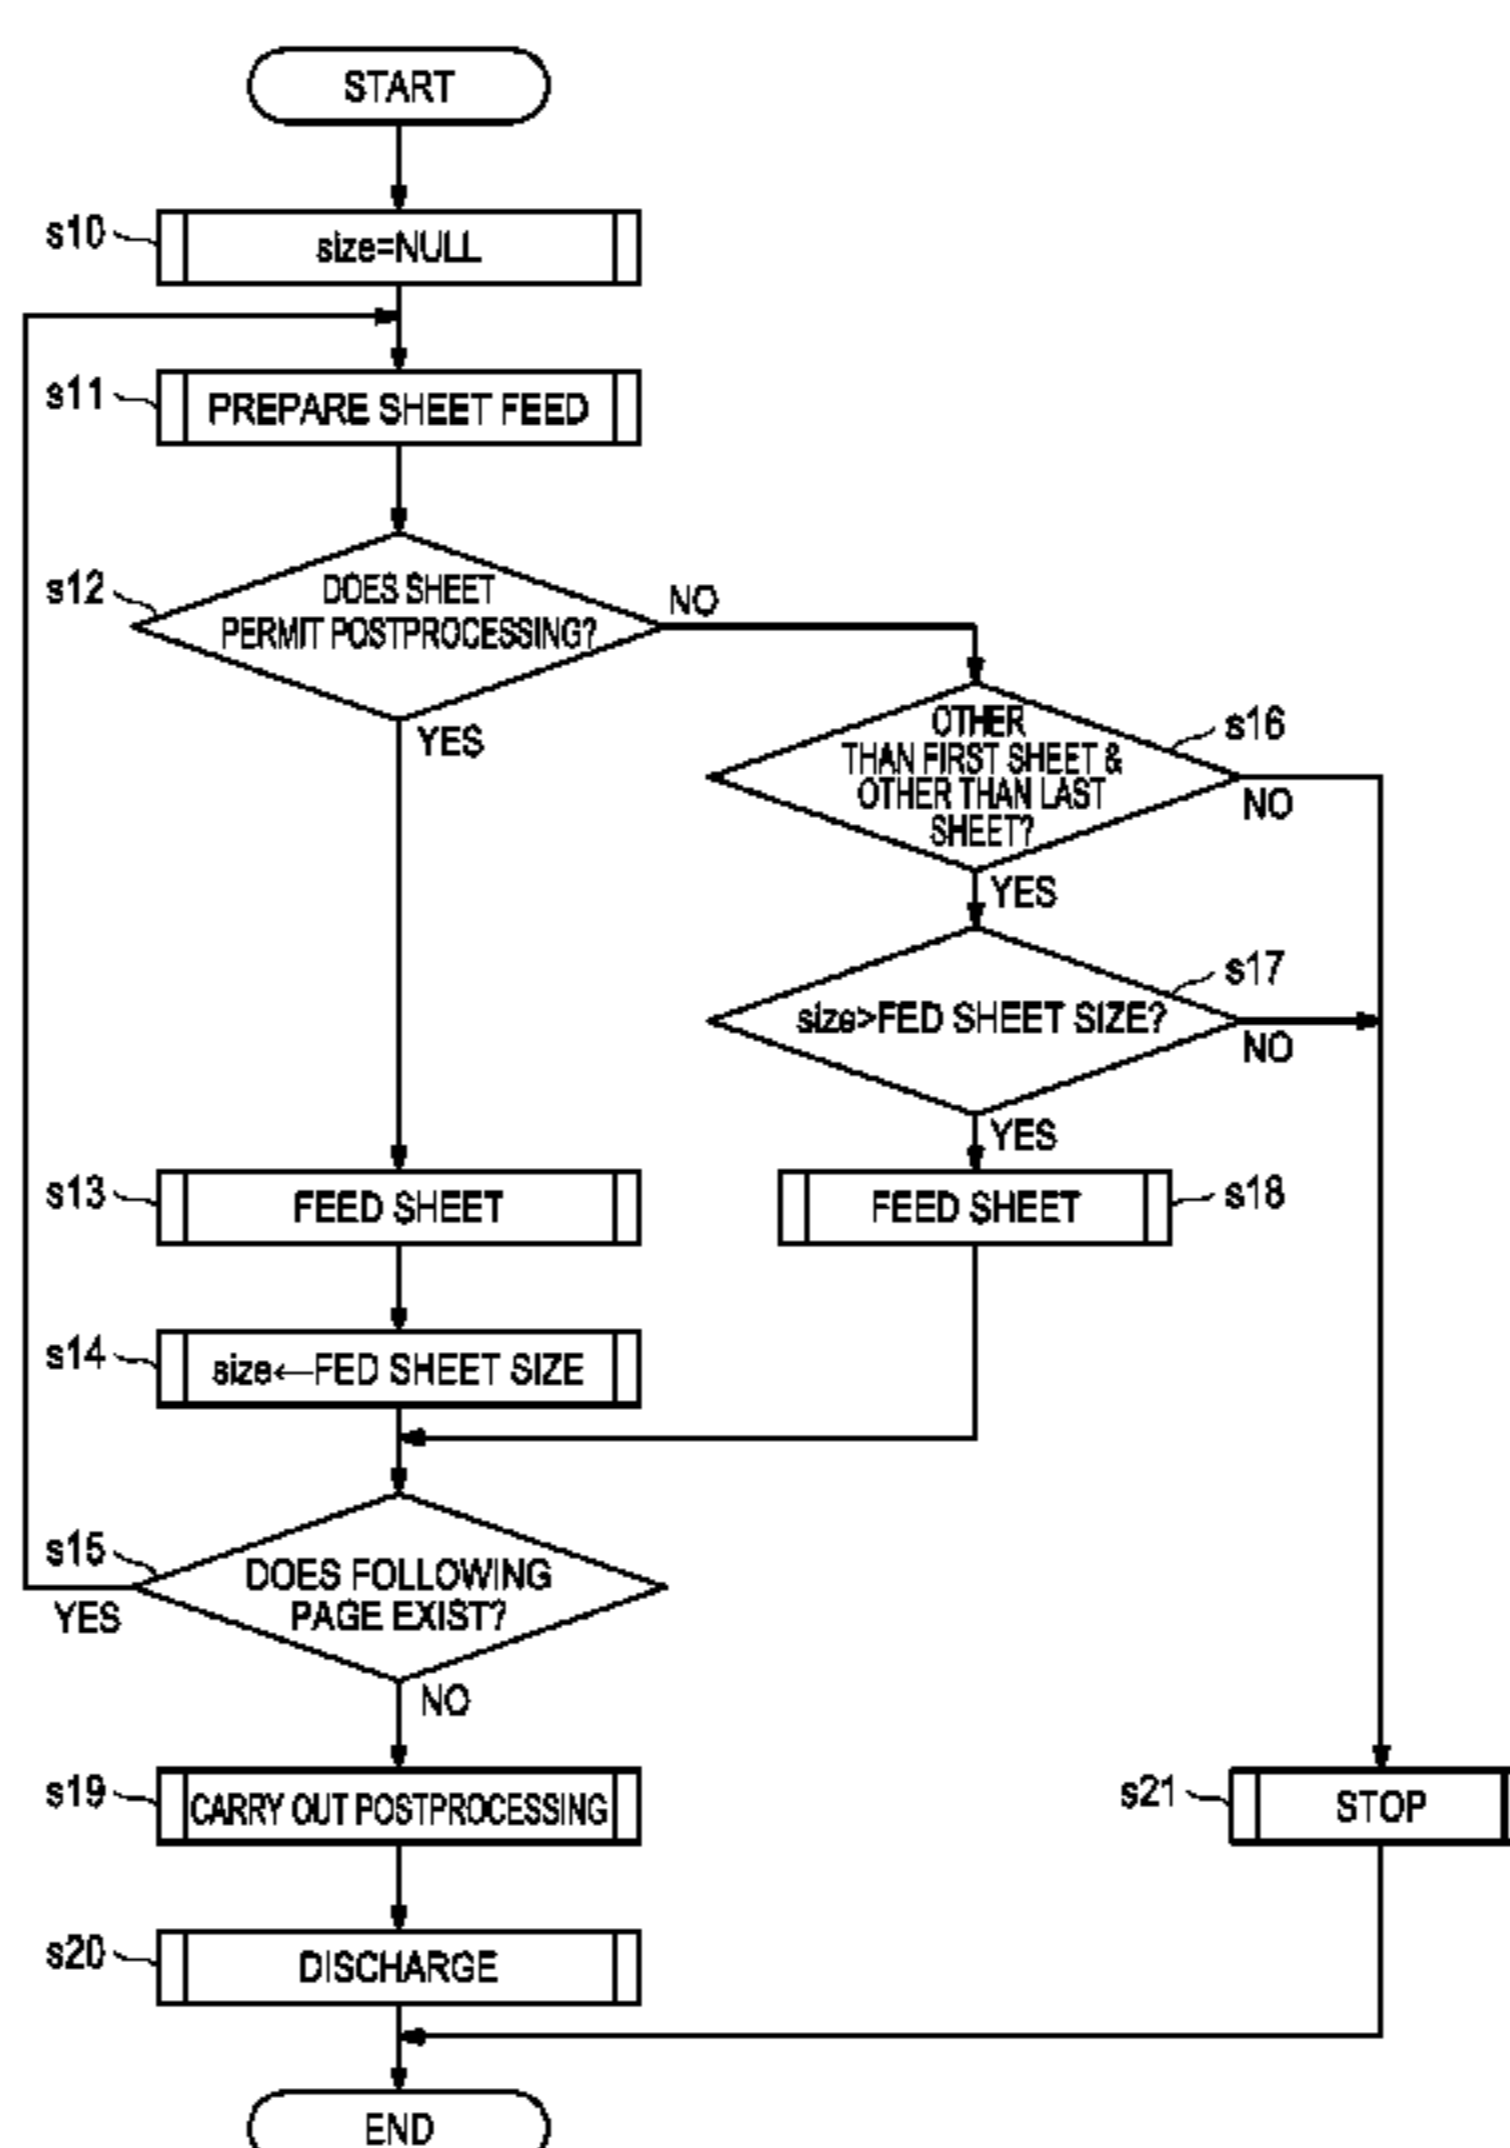 START
s10
size=NULL
s11
PREPARE SHEET FEED
s12
DOES SHEET
PERMIT POSTPROCESSING?
NO
YES
OTHER
THAN FIRST SHEET &
OTHER THAN LAST
SHEET?
s16
NO
YES
s17
size>FED SHEET SIZE?
NO
YES
s13
FEED SHEET
FEED SHEET
s18
s14
size←FED SHEET SIZE
s15
DOES FOLLOWING
PAGE EXIST?
YES
NO
s19
CARRY OUT POSTPROCESSING
s21
STOP
s20
DISCHARGE
END